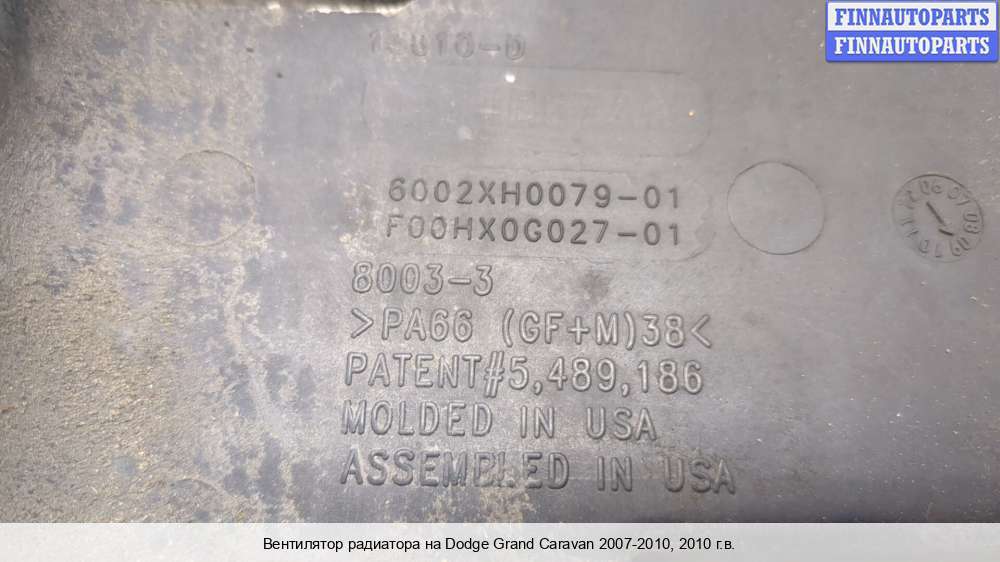 FINNAUTOPARTS
FINNAUTOPARTS
6002XH0079-01
F00HX0G027-01
8003-3
>PA66 (GF+M)38<
PATENT#5,489,186
MOLDED IN USA
ASSEMBLED IN USA
Вентилятор радиатора на Dodge Grand Caravan 2007-2010, 2010 г.в.